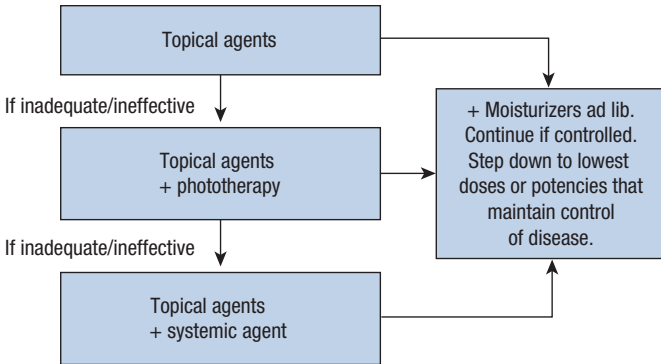 Topical agents
If inadequate/ineffective
Topical agents
+ phototherapy
If inadequate/ineffective
Topical agents
+ systemic agent
+ Moisturizers ad lib.
Continue if controlled.
Step down to lowest
doses or potencies that
maintain control
of disease.